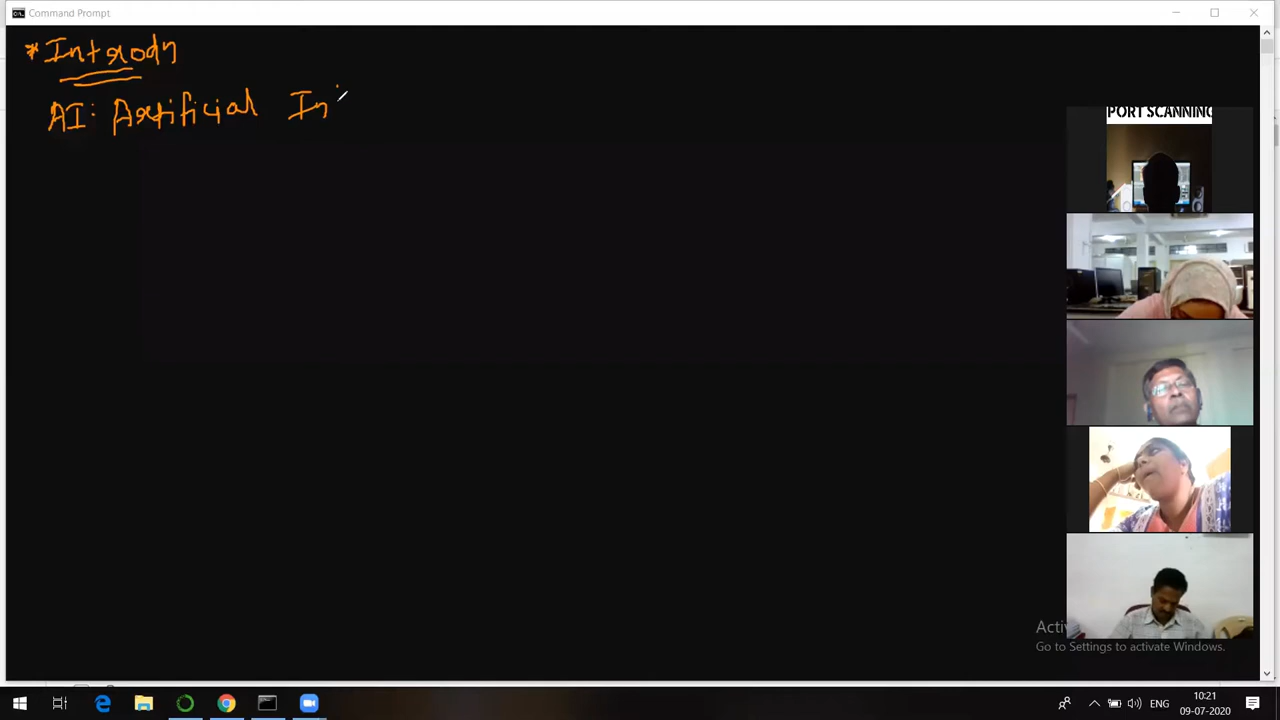 Command Prompt
* Introdn
AI: Artificial In
PORT SCANNING
Go to Settings to activate Windows.
ENG
10:21
09-07-2020